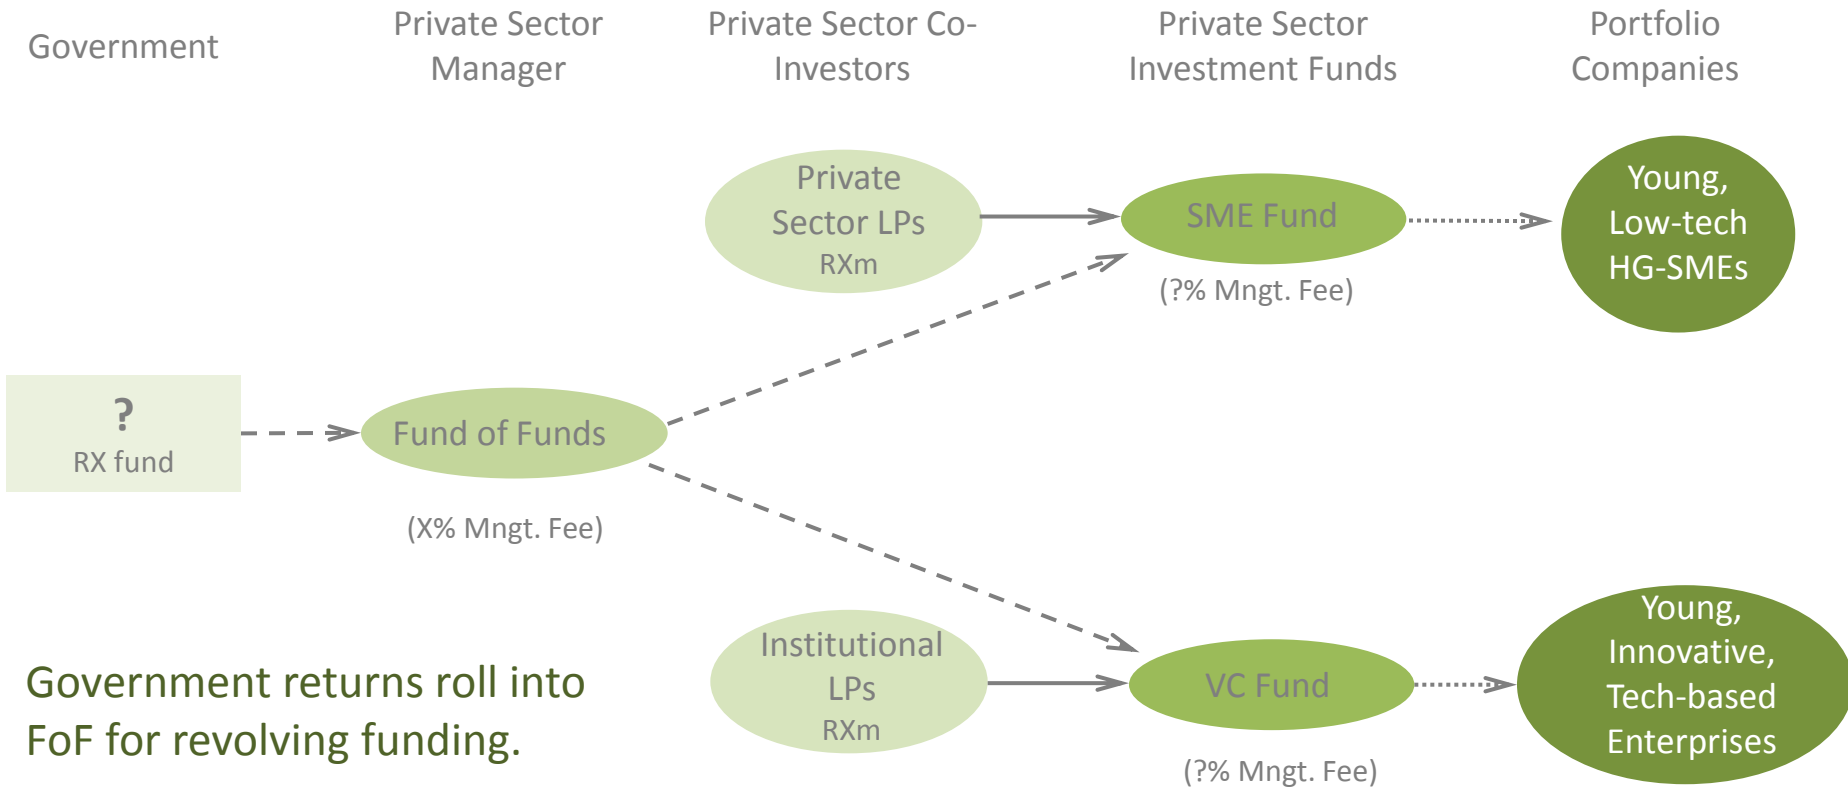 Government
Private Sector
Manager
Private Sector Co-
Investors
Private Sector
Investment Funds
Portfolio
Companies
Private
Sector LPs
RXm
SME Fund
(?% Mngt. Fee)
Young,
Low-tech
HG-SMEs
?
RX fund
Fund of Funds
(X% Mngt. Fee)
Institutional
LPs
RXm
VC Fund
(?% Mngt. Fee)
Young,
Innovative,
Tech-based
Enterprises
Government returns roll into
FoF for revolving funding.